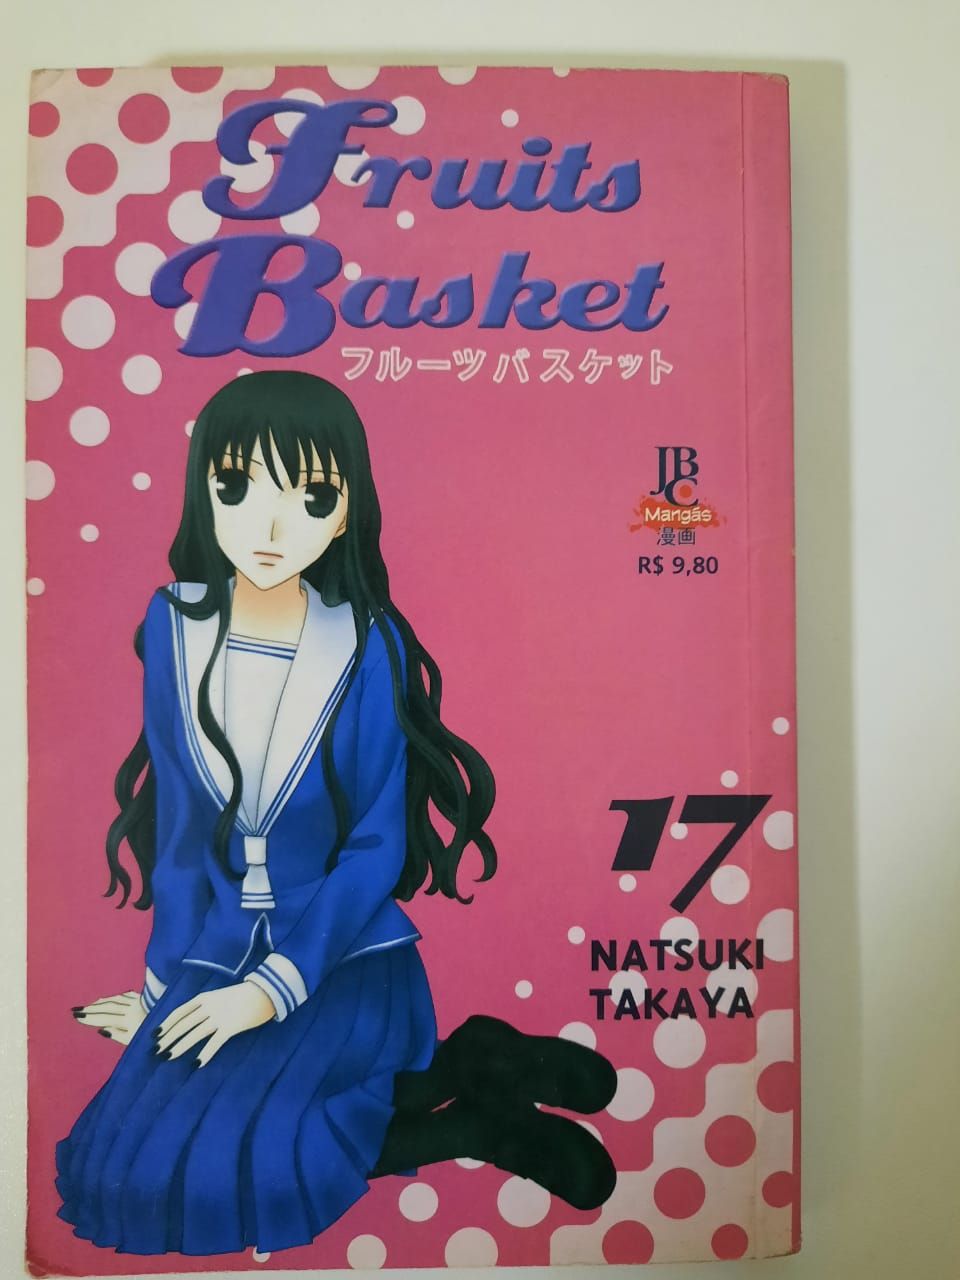 Fruits
Basket
フルーツバスケット
JBC
Mangás
漫画
R$ 9,80
17
NATSUKI
TAKAYA